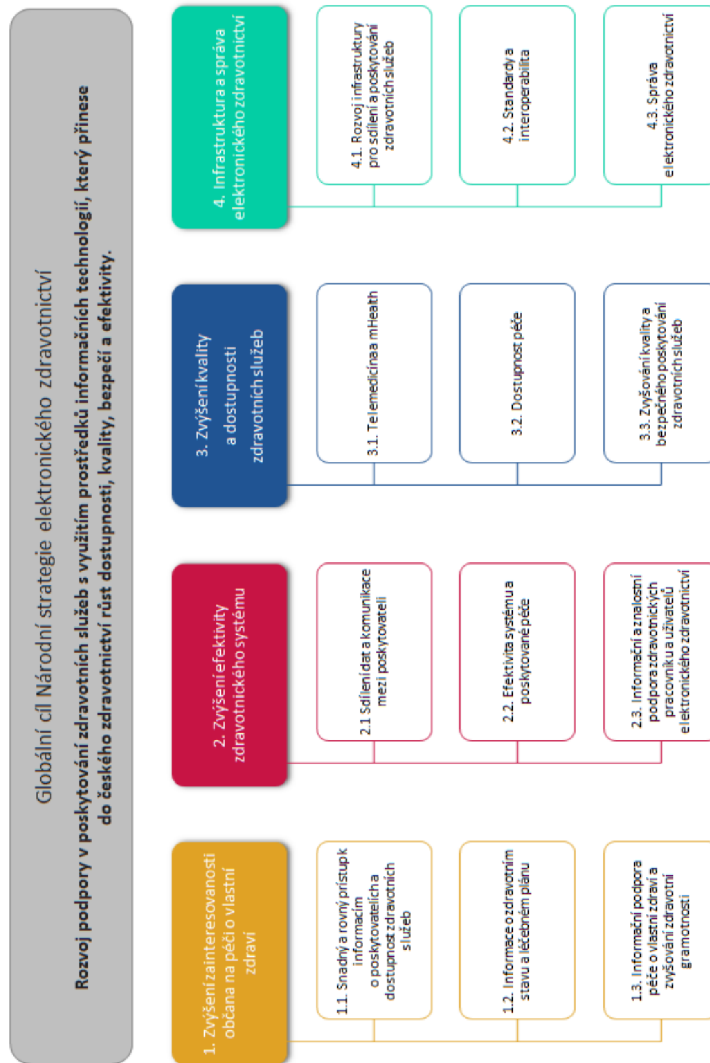 Globální cíl Národní strategie elektronického zdravotnictví
Rozvoj podpory v poskytování zdravotních služeb s využitím prostředků informačních technologií, který přinese
do českého zdravotnictví růst dostupnosti, kvality, bezpečí a efektivity.
1. Zvýšení zainteresovanosti
občana na péči o vlastní
zdraví
1.1. Snadný a rovný prístup k
informacím
o poskytovatelích a
dostupnost zdravotních
služeb
1.2. Informace o zdravotním
stavu a léčebném plánu
1.3. Informační podpora
péče o vlastní zdraví a
zvyšování zdravotní
gramotnosti
2. Zvýšení efektivity
zdravotnického systému
2.1 Sdílení dat a komunikace
mezi poskytovateli
2.2. Efektivita systému a
poskytované péče
2.3. Informační a znalostní
podpora zdravotnických
pracovníku a uživatelů
elektronického zdravotnictví
3. Zvýšení kvality
a dostupnosti
zdravotních služeb
3.1. Telemedicína a mHealth
3.2. Dostupnost péče
3.3. Zvyšování kvality a
bezpečného poskytování
zdravotních služeb
4. Infrastruktura a správa
elektronického zdravotnictví
4.1. Rozvoj infrastruktury
pro sdílení a poskytování
zdravotních služeb
4.2. Standardy a
interoperabilita
4.3. Správa
elektronického zdravotnictví